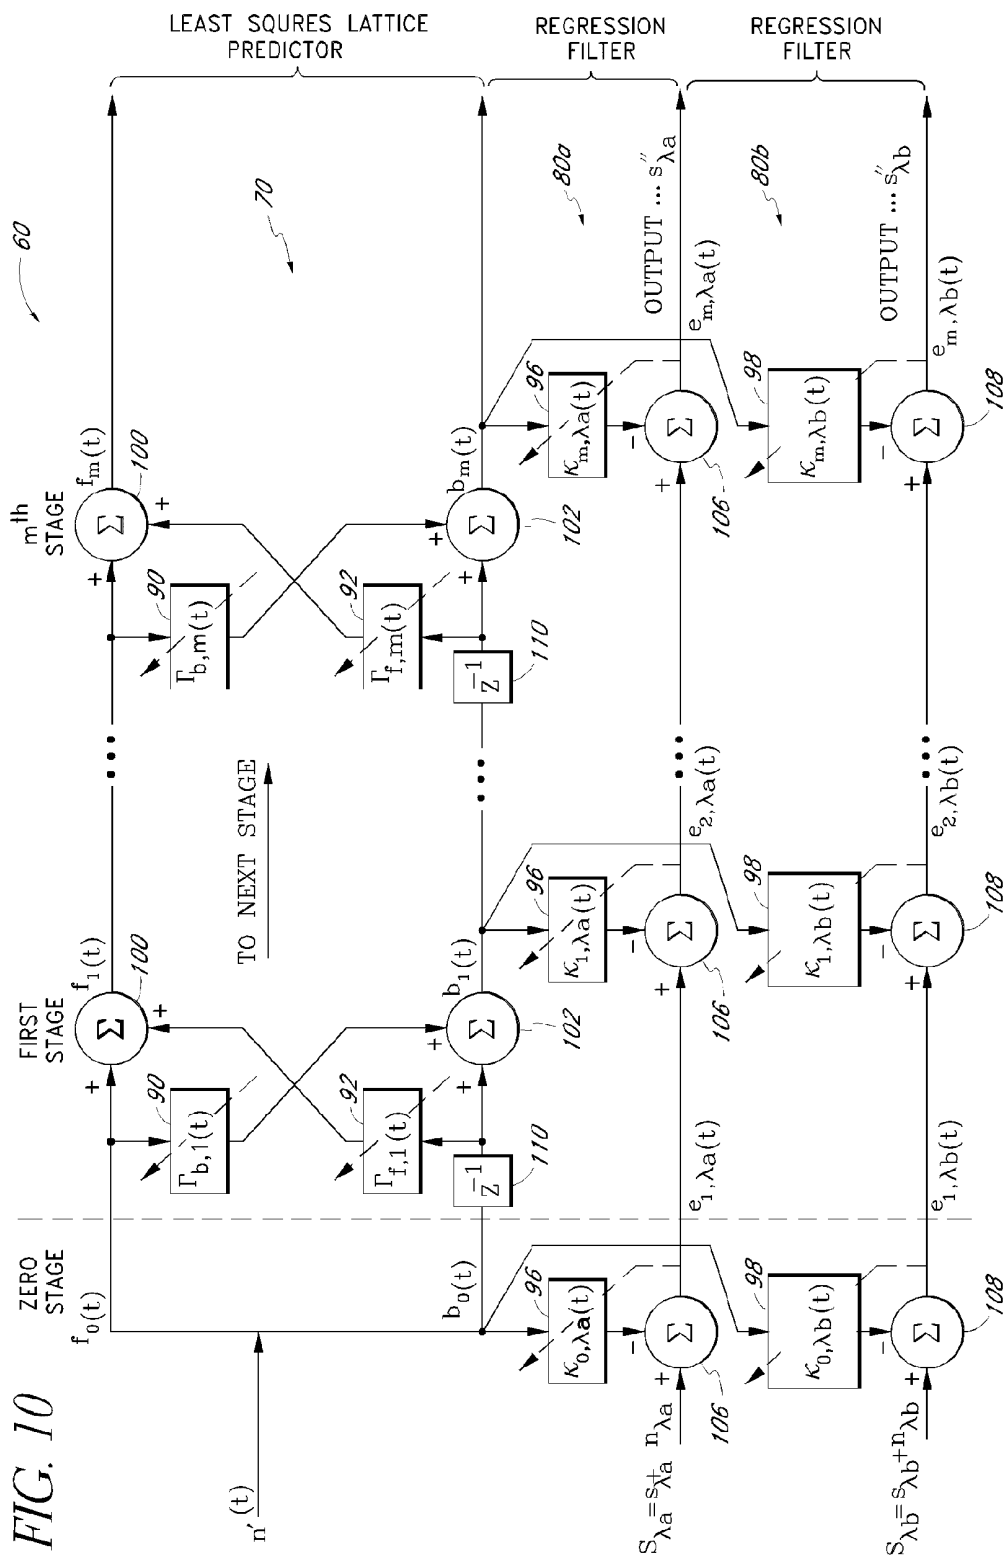 FIG. 10
60
ZERO STAGE
FIRST STAGE
mth STAGE
LEAST SQURES LATTICE PREDICTOR
REGRESSION FILTER
REGRESSION FILTER
n′(t)
f0(t)
f1(t)
fm(t)
100
100
90
90
Γb,1(t)
Γb,m(t)
70
TO NEXT STAGE
92
92
Γf,1(t)
Γf,m(t)
Σ
Σ
+
+
+
+
b0(t)
b1(t)
bm(t)
Z−1
Z−1
110
110
Σ
Σ
+
+
+
+
102
102
96
96
96
κ0,λa(t)
κ1,λa(t)
κm,λa(t)
80a
−
−
−
Sλa=sλa+nλa
+
+
+
Σ
Σ
Σ
106
106
106
e1,λa(t)
e2,λa(t)
em,λa(t)
OUTPUT ... s″λa
98
98
98
κ0,λb(t)
κ1,λb(t)
κm,λb(t)
80b
−
−
−
Sλb=sλb+nλb
+
+
+
Σ
Σ
Σ
108
108
108
e1,λb(t)
e2,λb(t)
em,λb(t)
OUTPUT ... s″λb